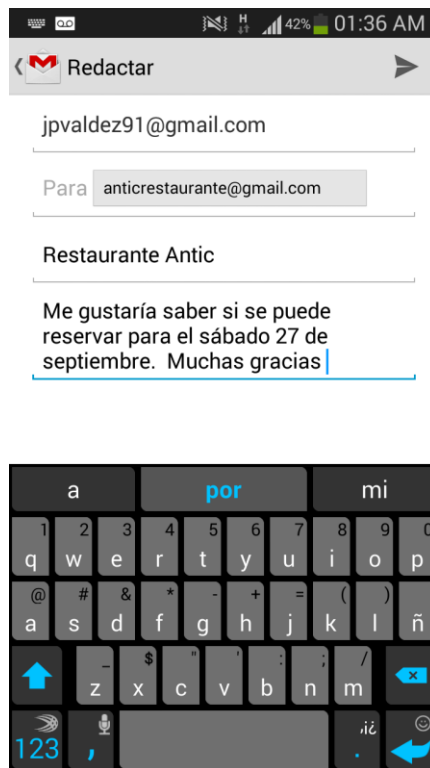 42% 01:36 AM
Redactar
jpvaldez91@gmail.com
Para anticrestaurante@gmail.com
Restaurante Antic
Me gustaría saber si se puede
reservar para el sábado 27 de
septiembre.  Muchas gracias
a por mi
1 2 3 4 5 6 7 8 9 0
q w e r t y u i o p
@ # & * - + = ( )
a s d f g h j k l ñ
_ $ " ' : ; /
z x c v b n m
,i¿
123 , .